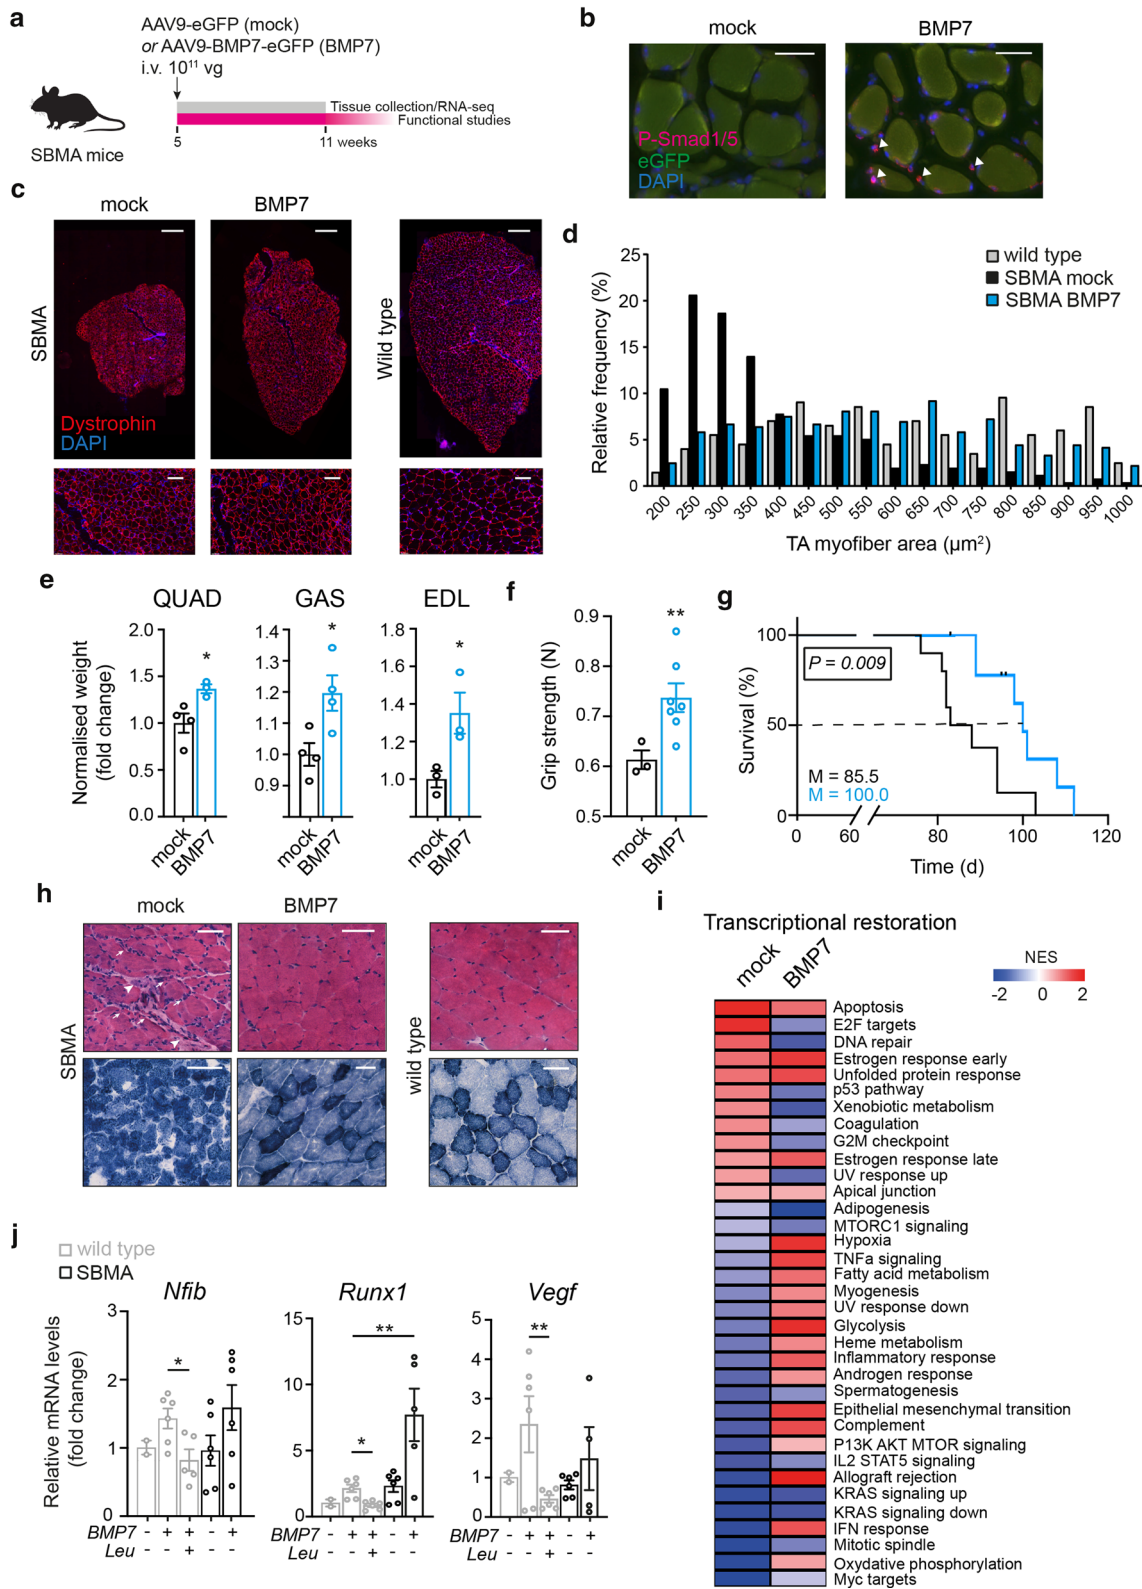 a
AAV9-eGFP (mock)
or AAV9-BMP7-eGFP (BMP7)
i.v. 10¹¹ vg
Tissue collection/RNA-seq
Functional studies
5
11 weeks
SBMA mice
b
mock
BMP7
P-Smad1/5
eGFP
DAPI
c
mock
BMP7
SBMA
Wild type
Dystrophin
DAPI
d
wild type
SBMA mock
SBMA BMP7
Relative frequency (%)
25
20
15
10
5
0
200
250
300
350
400
450
500
550
600
650
700
750
800
850
900
950
1000
TA myofiber area (µm²)
e
QUAD
GAS
EDL
Normalised weight
(fold change)
2.0
1.5
1.0
0.5
0.0
*
mock
BMP7
1.4
1.3
1.2
1.1
1.0
0.9
*
mock
BMP7
1.8
1.6
1.4
1.2
1.0
*
mock
BMP7
f
Grip strength (N)
0.9
0.8
0.7
0.6
0.5
**
mock
BMP7
g
Survival (%)
100
50
0
P = 0.009
M = 85.5
M = 100.0
0
60
80
100
120
Time (d)
h
mock
BMP7
SBMA
wild type
i
Transcriptional restoration
mock
BMP7
NES
-2
0
2
Apoptosis
E2F targets
DNA repair
Estrogen response early
Unfolded protein response
p53 pathway
Xenobiotic metabolism
Coagulation
G2M checkpoint
Estrogen response late
UV response up
Apical junction
Adipogenesis
MTORC1 signaling
Hypoxia
TNFa signaling
Fatty acid metabolism
Myogenesis
UV response down
Glycolysis
Heme metabolism
Inflammatory response
Androgen response
Spermatogenesis
Epithelial mesenchymal transition
Complement
P13K AKT MTOR signaling
IL2 STAT5 signaling
Allograft rejection
KRAS signaling up
KRAS signaling down
IFN response
Mitotic spindle
Oxydative phosphorylation
Myc targets
j
wild type
SBMA
Relative mRNA levels
(fold change)
Nfib
3
2
1
0
*
BMP7 - + + - +
Leu +
Runx1
15
10
5
0
**
*
BMP7 - + + - +
Leu +
Vegf
5
4
3
2
1
0
**
BMP7 - + + - +
Leu +